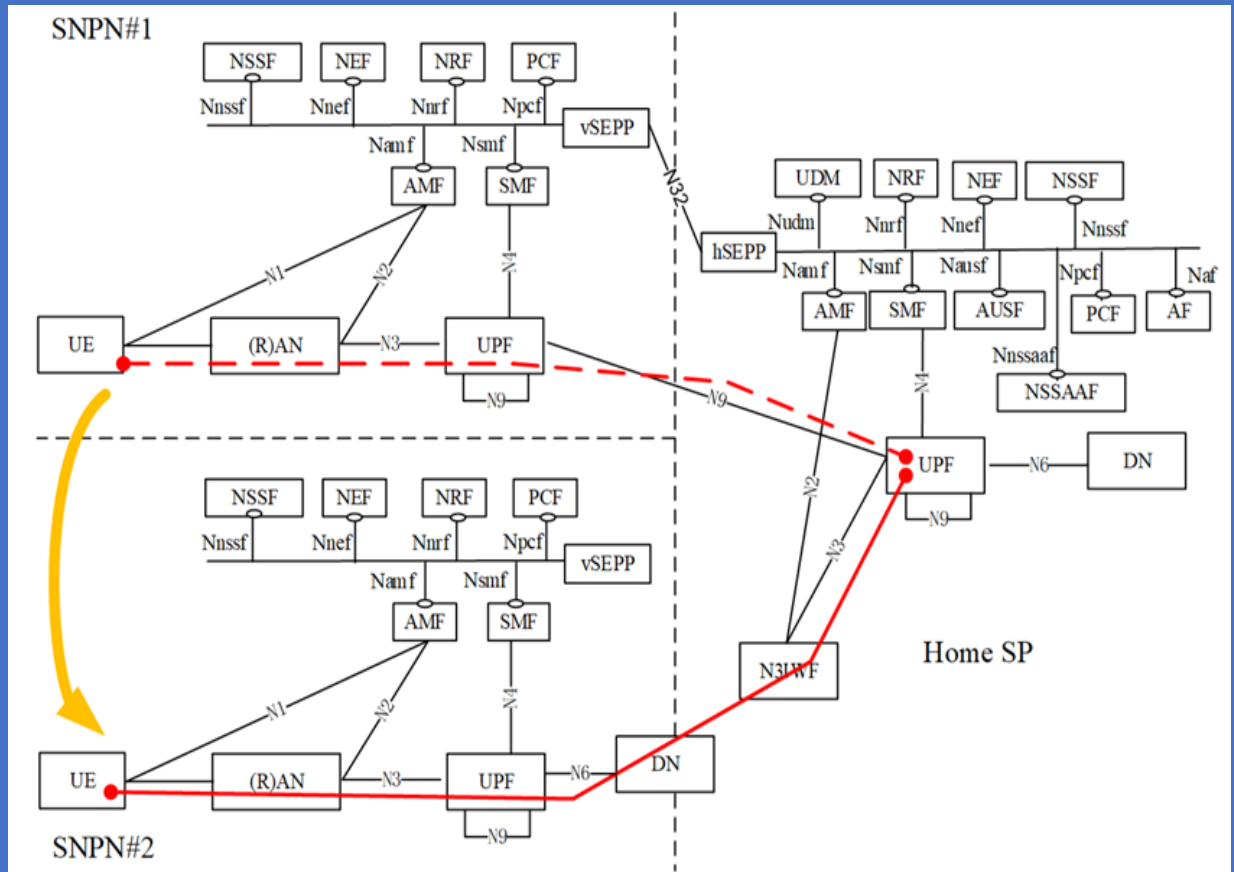 SNPN#1
NSSF
NEF
NRF
PCF
Nnssf
Nnef
Nnrf
Npcf
vSEPP
Namf
Nsmf
AMF
SMF
N32
N1
N2
N4
UE
(R)AN
N3
UPF
N9
N9
UDM
NRF
NEF
NSSF
Nudm
Nnrf
Nnef
Nnssf
hSEPP
Namf
Nsmf
Nausf
Npcf
Naf
AMF
SMF
AUSF
PCF
AF
Nnssaaf
NSSAAF
N4
N2
UPF
N6
DN
N9
N3
N3IWF
Home SP
NSSF
NEF
NRF
PCF
Nnssf
Nnef
Nnrf
Npcf
vSEPP
Namf
Nsmf
AMF
SMF
N1
N2
N4
UE
(R)AN
N3
UPF
N6
DN
N9
SNPN#2